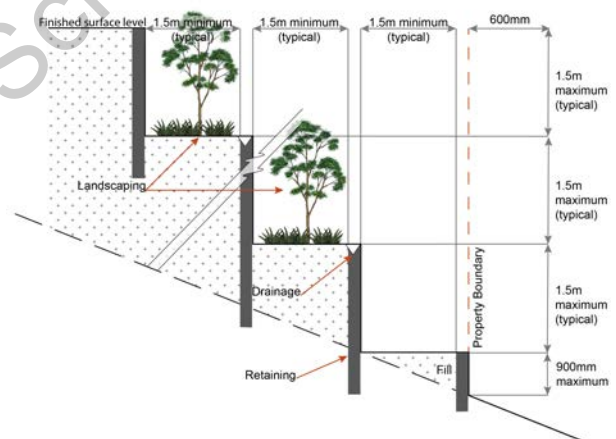 Finished surface level
1.5m minimum
(typical)
1.5m minimum
(typical)
1.5m minimum
(typical)
600mm
1.5m
maximum
(typical)
1.5m
maximum
(typical)
Landscaping
Property Boundary
Drainage
1.5m
maximum
(typical)
Retaining
Fill
900mm
maximum